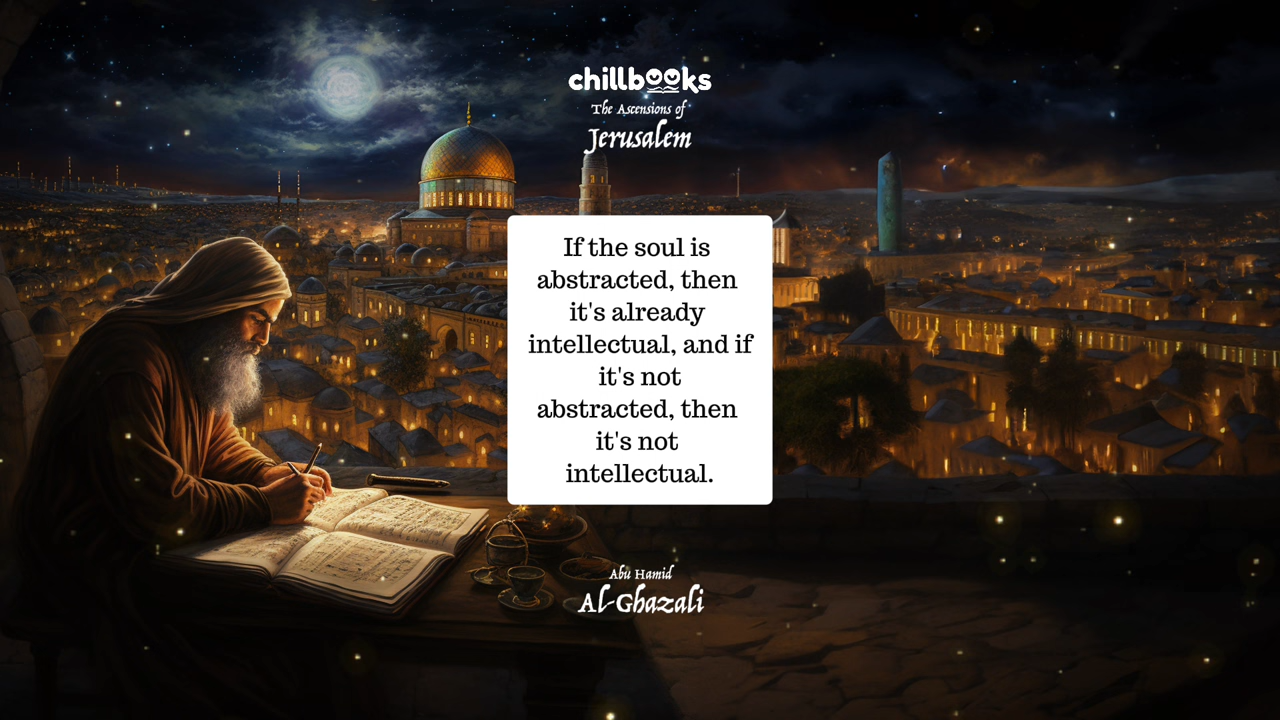 chillbooks
The Ascensions of
Jerusalem
If the soul is
abstracted, then
it's already
intellectual, and if
it's not
abstracted, then
it's not
intellectual.
Abu Hamid
Al-Ghazali